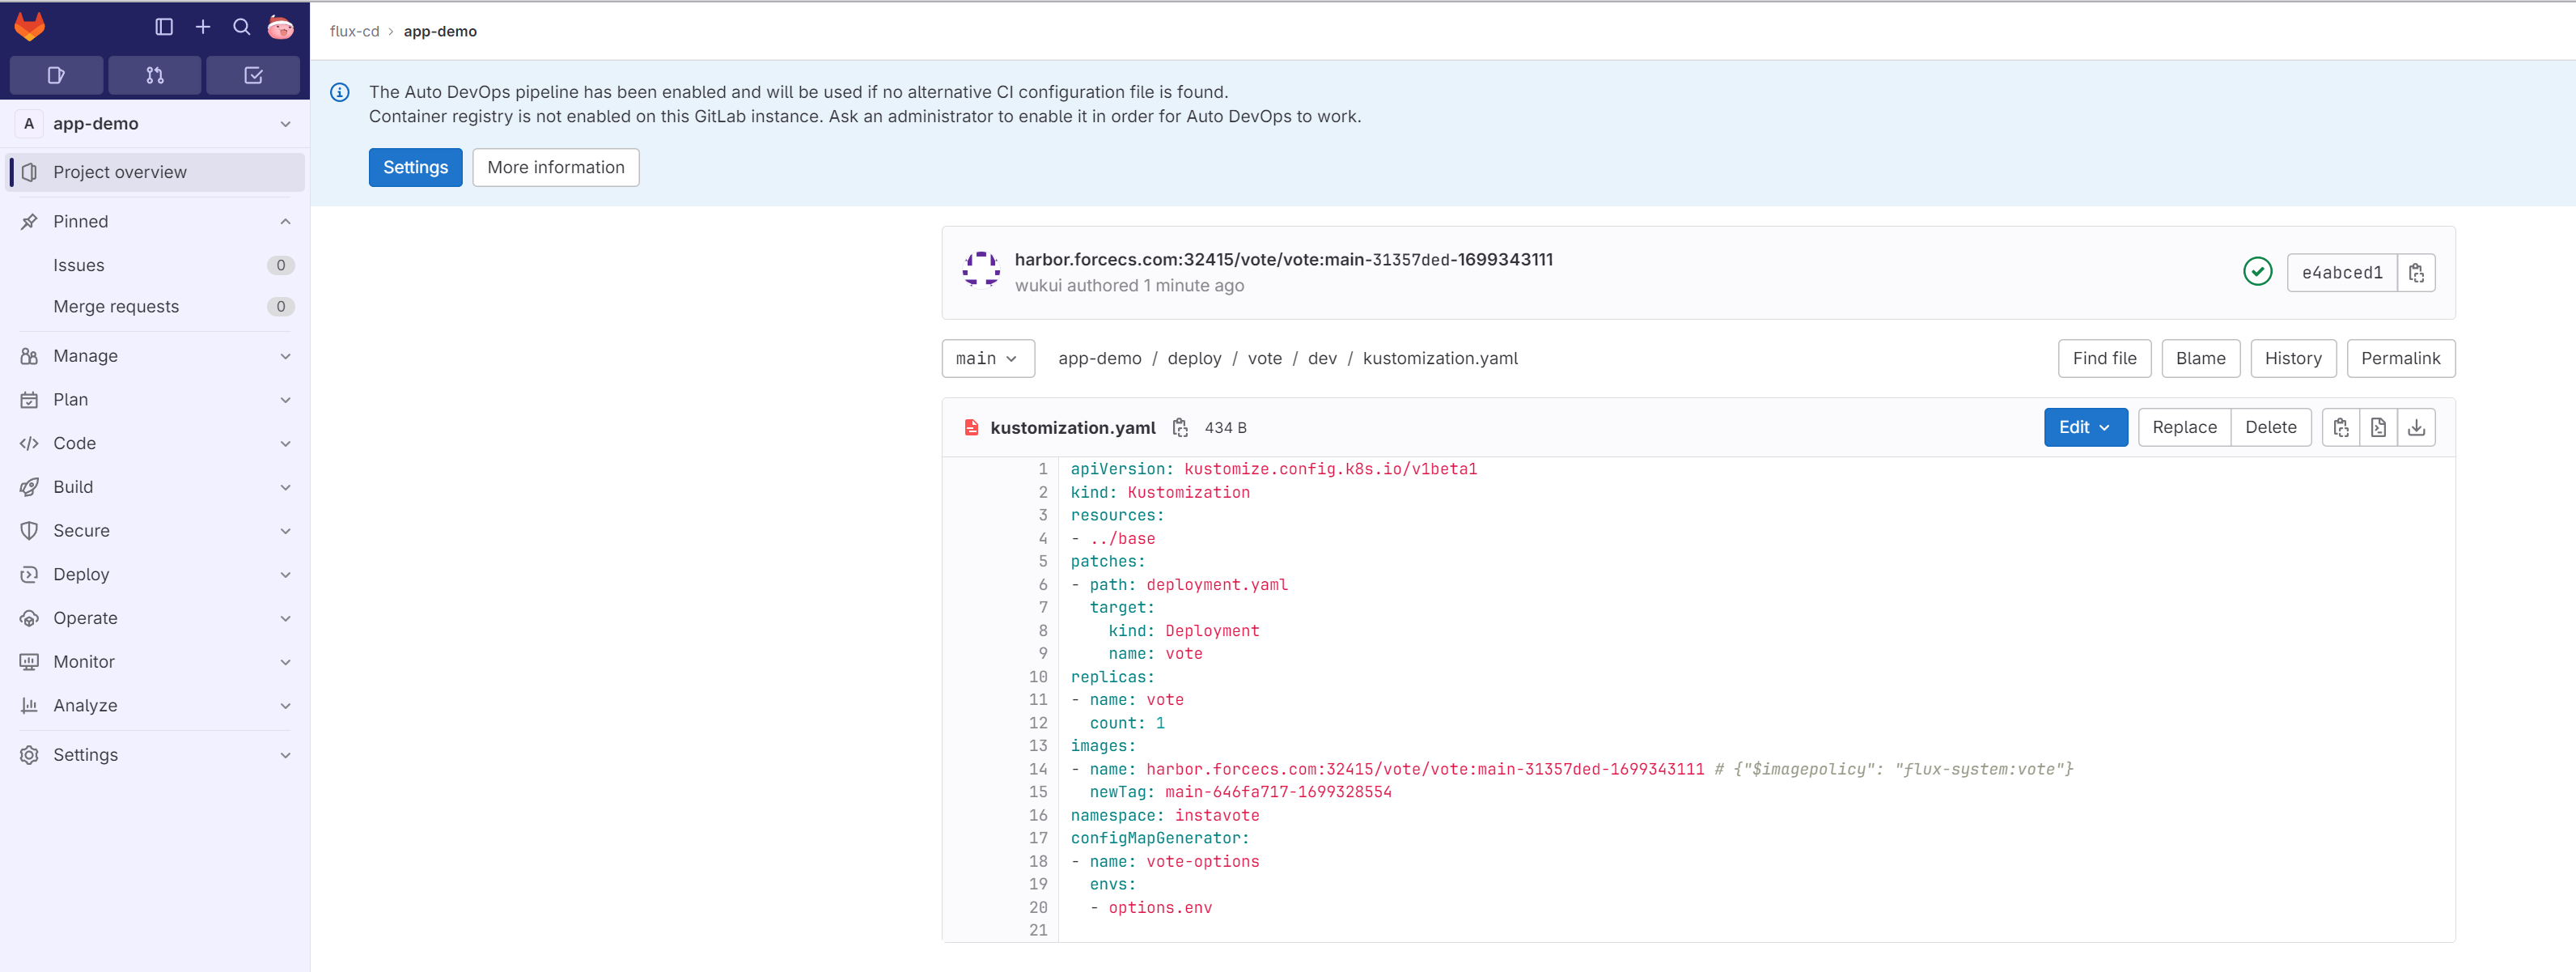 flux-cd › app-demo
The Auto DevOps pipeline has been enabled and will be used if no alternative CI configuration file is found.
Container registry is not enabled on this GitLab instance. Ask an administrator to enable it in order for Auto DevOps to work.
Settings More information
A app-demo
Project overview
Pinned
Issues 0
Merge requests 0
Manage
Plan
Code
Build
Secure
Deploy
Operate
Monitor
Analyze
Settings
harbor.forcecs.com:32415/vote/vote:main-31357ded-1699343111
wukui authored 1 minute ago
e4abced1
main app-demo / deploy / vote / dev / kustomization.yaml
Find file Blame History Permalink
kustomization.yaml 434 B
Edit Replace Delete
1 apiVersion: kustomize.config.k8s.io/v1beta1
2 kind: Kustomization
3 resources:
4 - ../base
5 patches:
6 - path: deployment.yaml
7   target:
8     kind: Deployment
9     name: vote
10 replicas:
11 - name: vote
12   count: 1
13 images:
14 - name: harbor.forcecs.com:32415/vote/vote:main-31357ded-1699343111 # {"$imagepolicy": "flux-system:vote"}
15   newTag: main-646fa717-1699328554
16 namespace: instavote
17 configMapGenerator:
18 - name: vote-options
19   envs:
20   - options.env
21